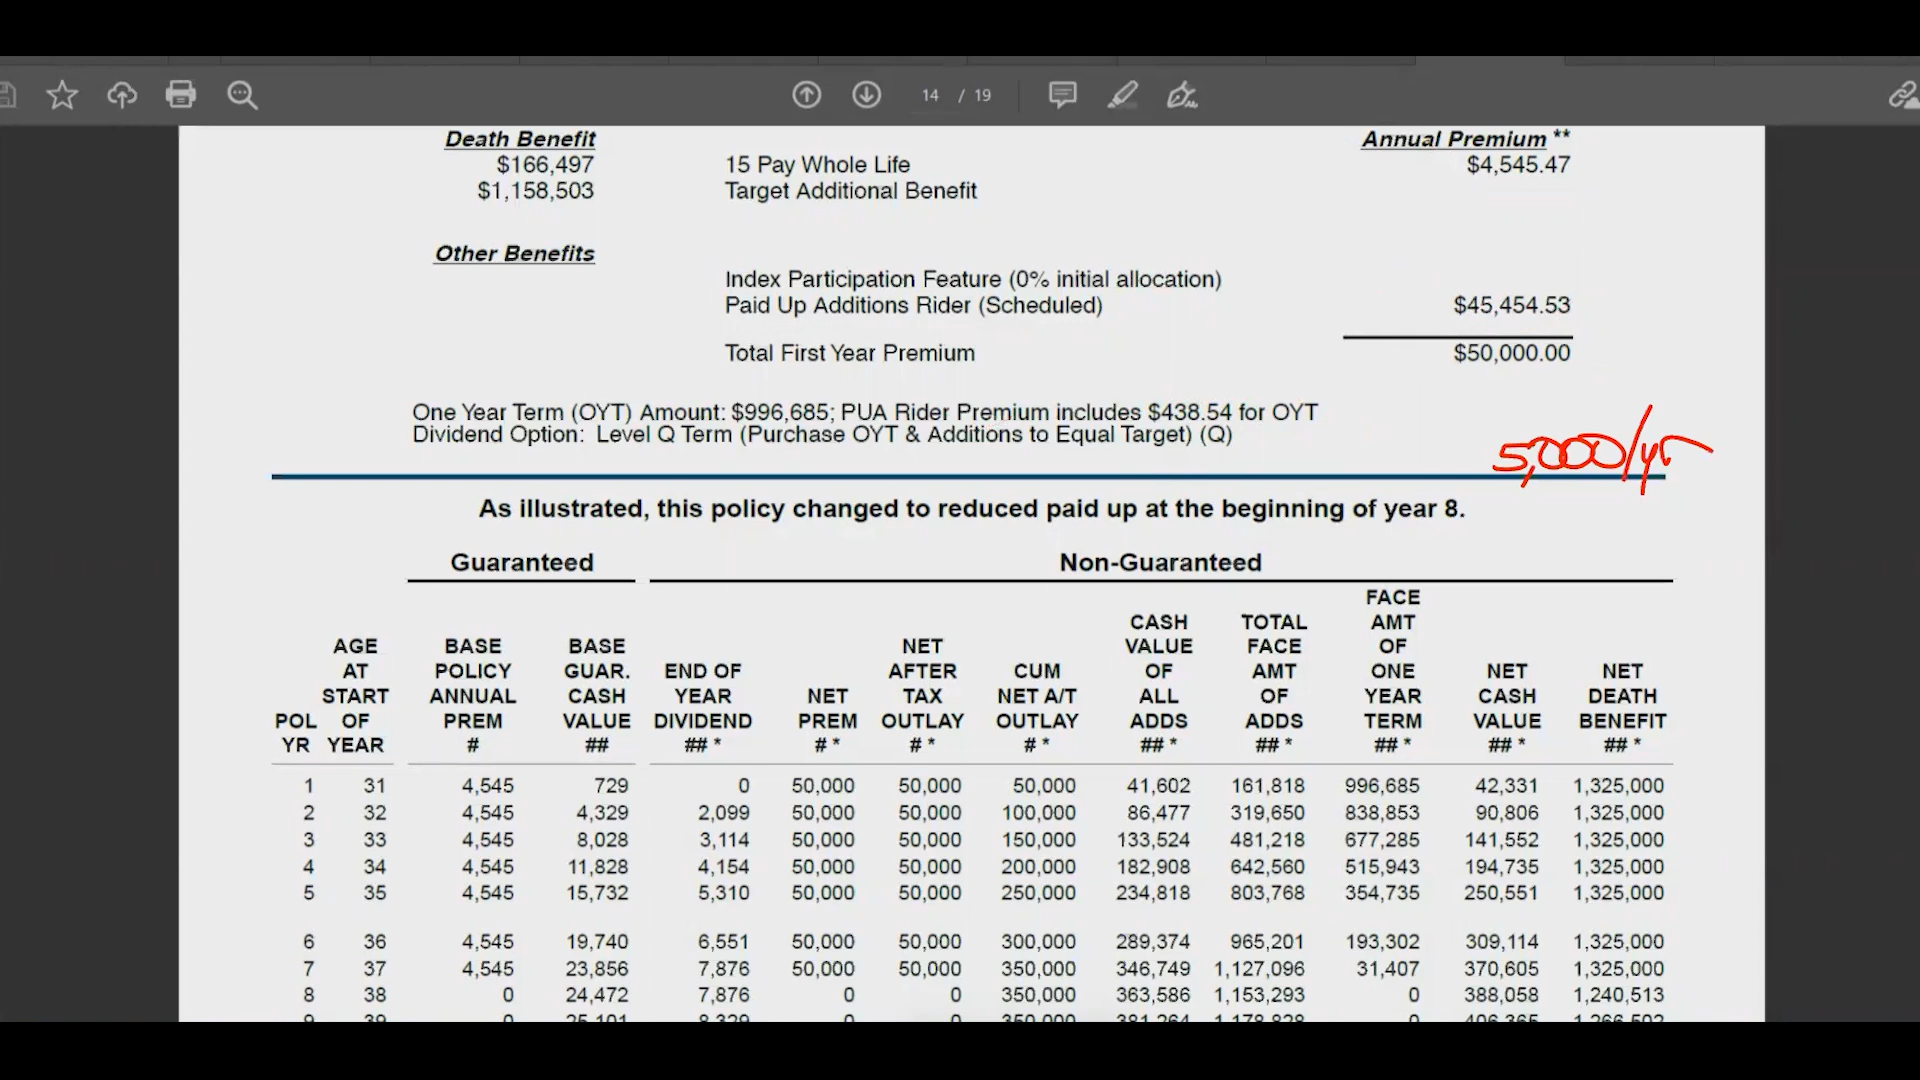 14 / 19
Death Benefit Annual Premium **
$166,497 15 Pay Whole Life $4,545.47
$1,158,503 Target Additional Benefit
Other Benefits
Index Participation Feature (0% initial allocation)
Paid Up Additions Rider (Scheduled) $45,454.53
Total First Year Premium $50,000.00
One Year Term (OYT) Amount: $996,685; PUA Rider Premium includes $438.54 for OYT
Dividend Option: Level Q Term (Purchase OYT & Additions to Equal Target) (Q)
5,000/yr
As illustrated, this policy changed to reduced paid up at the beginning of year 8.
Guaranteed Non-Guaranteed
FACE
CASH TOTAL AMT
AGE BASE BASE NET VALUE FACE OF
AT POLICY GUAR. END OF AFTER CUM OF AMT ONE NET NET
START ANNUAL CASH YEAR NET TAX NET A/T ALL OF YEAR CASH DEATH
POL OF PREM VALUE DIVIDEND PREM OUTLAY OUTLAY ADDS ADDS TERM VALUE BENEFIT
YR YEAR # ## ## * # * # * # * ## * ## * ## * ## * ## *
1 31 4,545 729 0 50,000 50,000 50,000 41,602 161,818 996,685 42,331 1,325,000
2 32 4,545 4,329 2,099 50,000 50,000 100,000 86,477 319,650 838,853 90,806 1,325,000
3 33 4,545 8,028 3,114 50,000 50,000 150,000 133,524 481,218 677,285 141,552 1,325,000
4 34 4,545 11,828 4,154 50,000 50,000 200,000 182,908 642,560 515,943 194,735 1,325,000
5 35 4,545 15,732 5,310 50,000 50,000 250,000 234,818 803,768 354,735 250,551 1,325,000
6 36 4,545 19,740 6,551 50,000 50,000 300,000 289,374 965,201 193,302 309,114 1,325,000
7 37 4,545 23,856 7,876 50,000 50,000 350,000 346,749 1,127,096 31,407 370,605 1,325,000
8 38 0 24,472 7,876 0 0 350,000 363,586 1,153,293 0 388,058 1,240,513